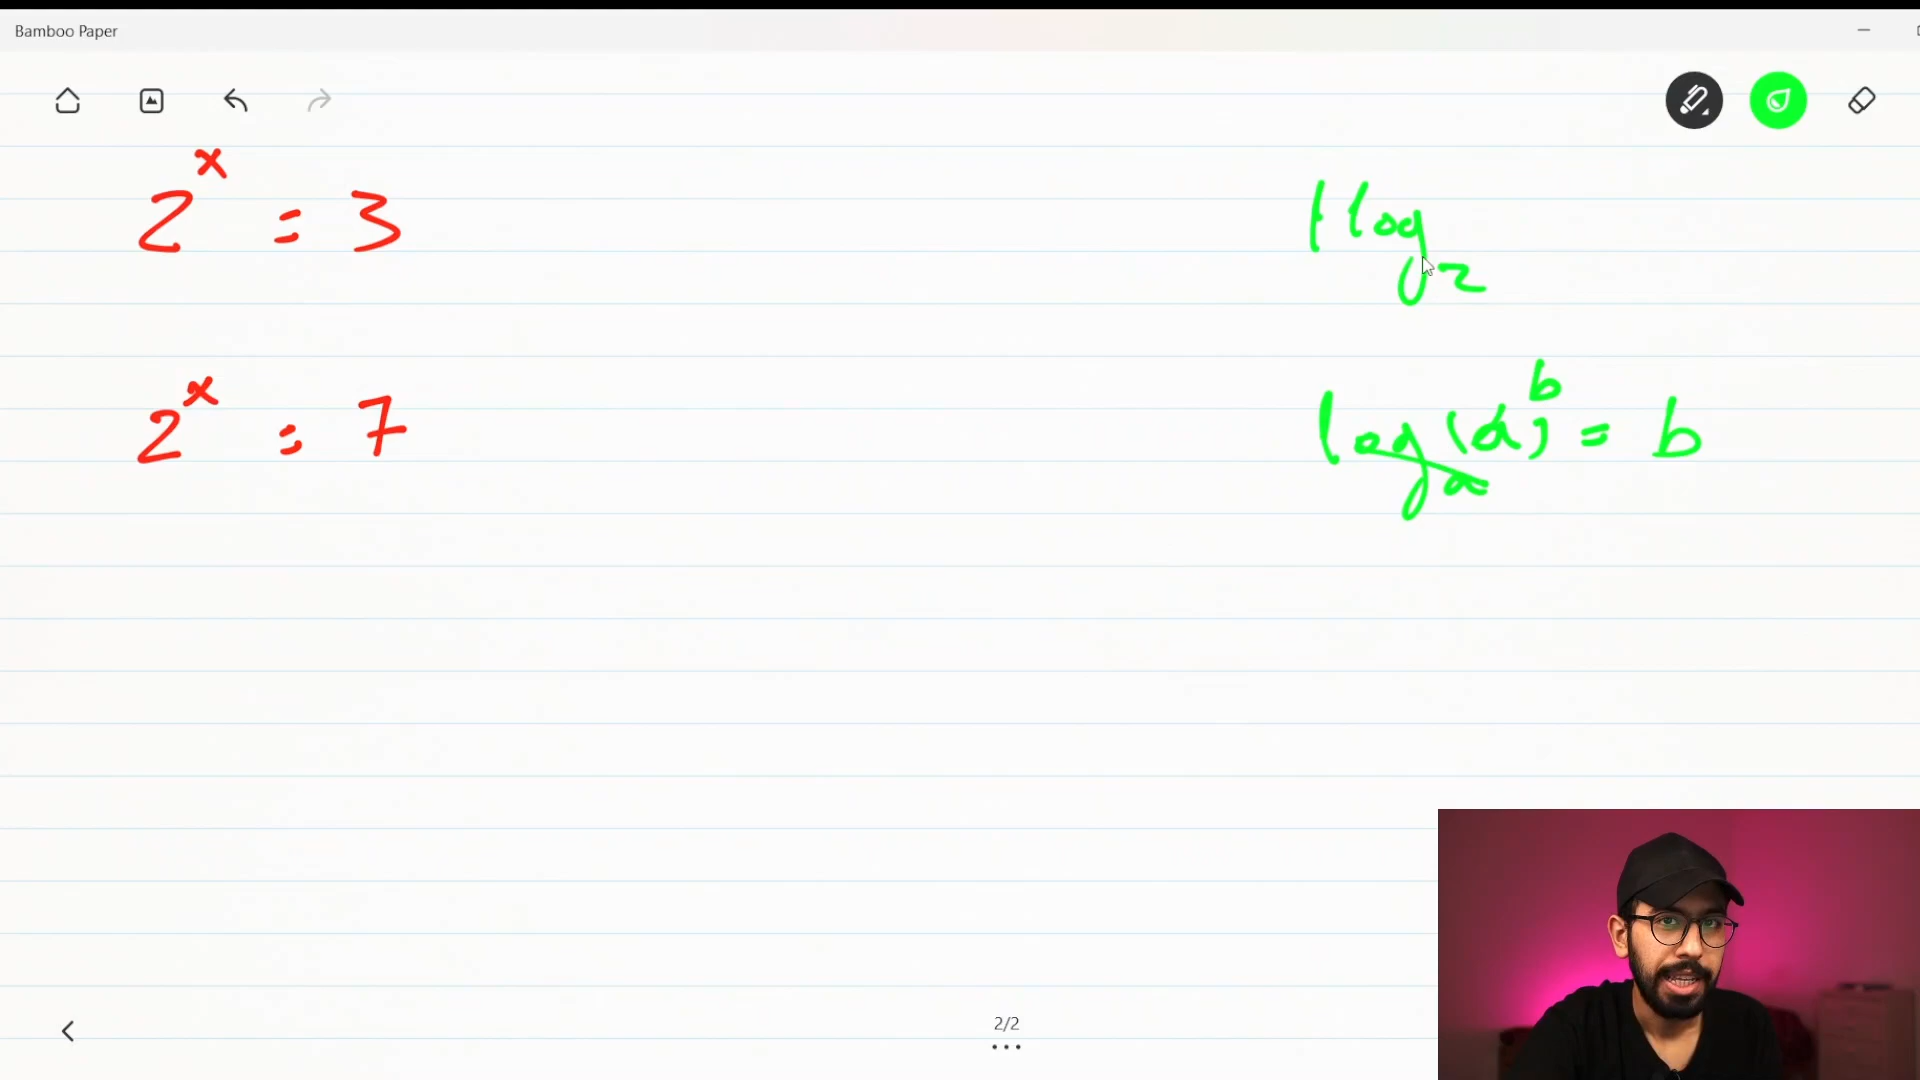 Bamboo Paper
2^x = 3
log_2
2^x = 7
log_a(a)^b = b
2/2